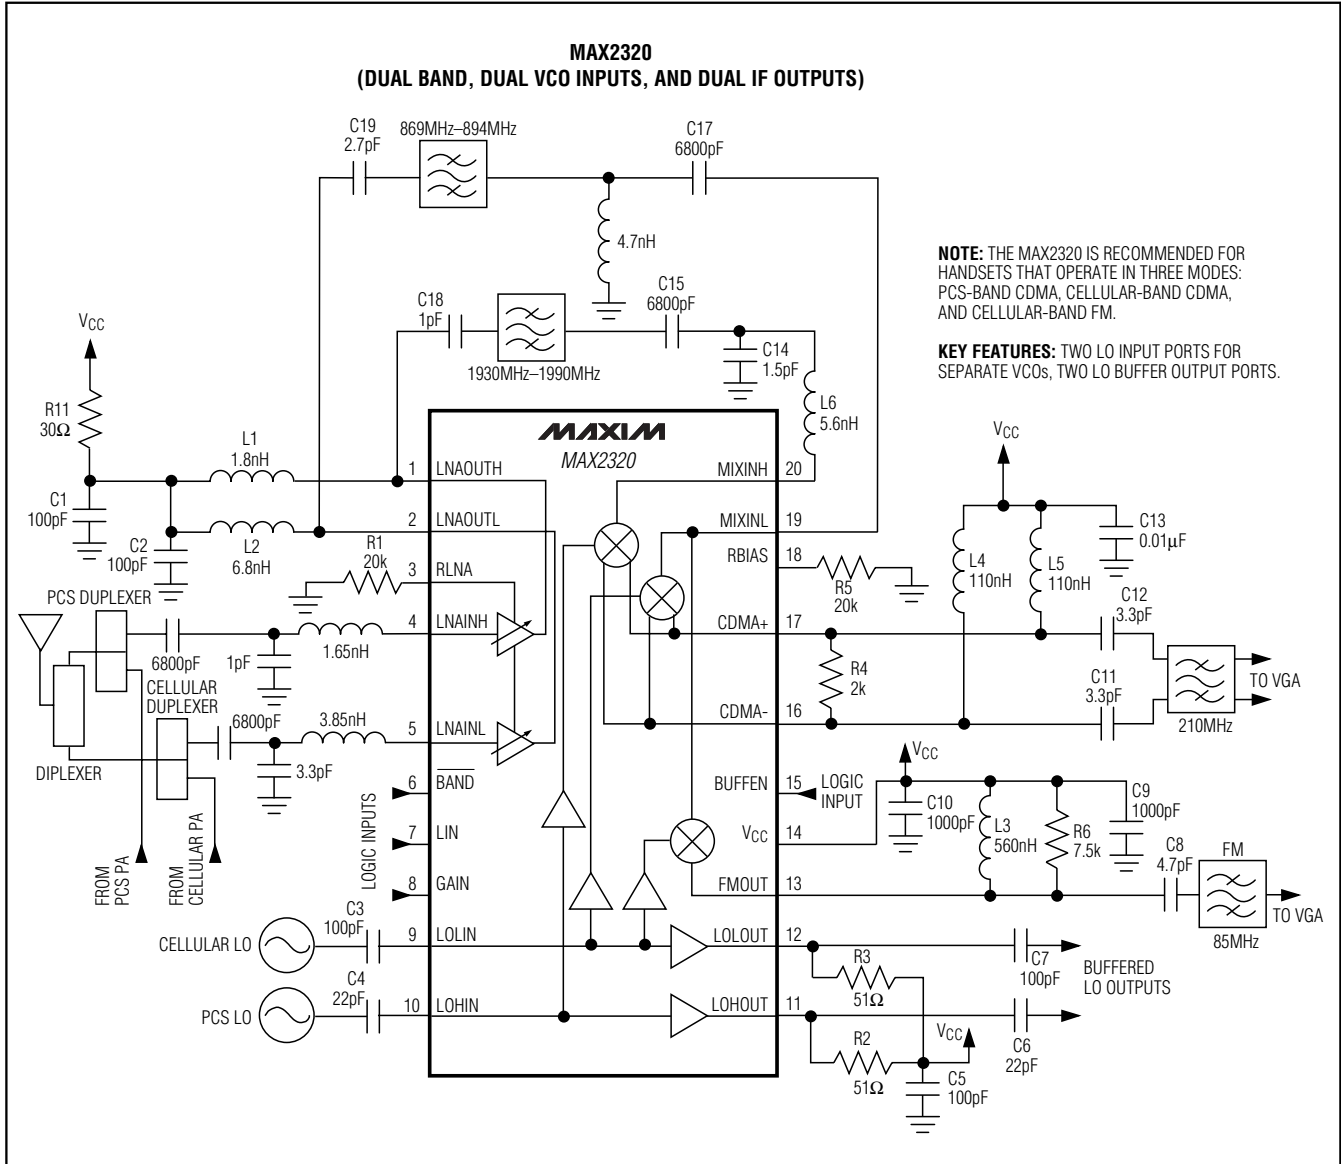 MAX2320
(DUAL BAND, DUAL VCO INPUTS, AND DUAL IF OUTPUTS)
C19
2.7pF
869MHz–894MHz
C17
6800pF
4.7nH
C18
1pF
1930MHz–1990MHz
C15
6800pF
C14
1.5pF
L6
5.6nH
NOTE: THE MAX2320 IS RECOMMENDED FOR
HANDSETS THAT OPERATE IN THREE MODES:
PCS-BAND CDMA, CELLULAR-BAND CDMA,
AND CELLULAR-BAND FM.
KEY FEATURES: TWO LO INPUT PORTS FOR
SEPARATE VCOs, TWO LO BUFFER OUTPUT PORTS.
VCC
R11
30Ω
C1
100pF
L1
1.8nH
C2
100pF
L2
6.8nH
R1
20k
PCS DUPLEXER
6800pF
1pF
1.65nH
CELLULAR
DUPLEXER
6800pF
3.85nH
3.3pF
DIPLEXER
FROM
PCS PA
FROM
CELLULAR PA
LOGIC INPUTS
CELLULAR LO
C3
100pF
PCS LO
C4
22pF
MAXIM
MAX2320
1 LNAOUTH
2 LNAOUTL
3 RLNA
4 LNAINH
5 LNAINL
6 BAND
7 LIN
8 GAIN
9 LOLIN
10 LOHIN
MIXINH 20
MIXINL 19
RBIAS 18
CDMA+ 17
CDMA- 16
BUFFEN 15
VCC 14
FMOUT 13
LOLOUT 12
LOHOUT 11
R5
20k
VCC
L4
110nH
L5
110nH
C13
0.01µF
R4
2k
C12
3.3pF
C11
3.3pF
210MHz
TO VGA
LOGIC
INPUT
VCC
C10
1000pF
L3
560nH
R6
7.5k
C9
1000pF
C8
4.7pF
FM
85MHz
TO VGA
R3
51Ω
C7
100pF
BUFFERED
LO OUTPUTS
R2
51Ω
VCC
C6
22pF
C5
100pF